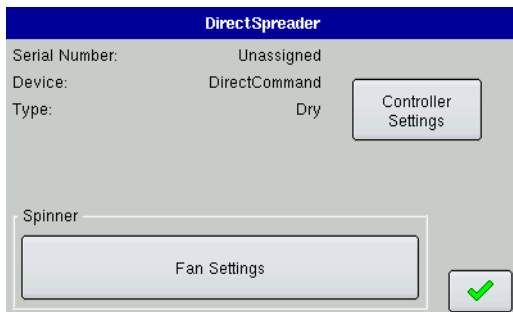 DirectSpreader
Serial Number: Unassigned
Device: DirectCommand
Type: Dry
Controller
Settings
Spinner
Fan Settings